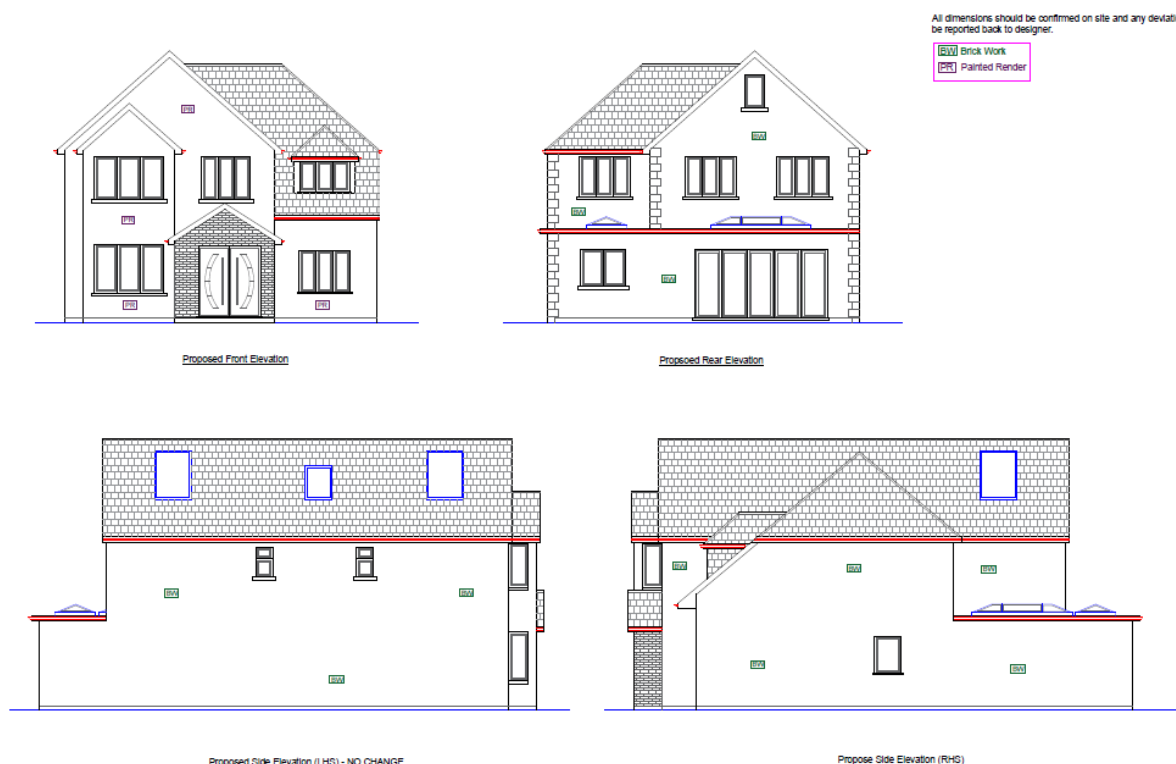 All dimensions should be confirmed on site and any deviati
be reported back to designer.
BW Brick Work
PR Painted Render
PR
BW
PR
BW
PR
PR
BW
Proposed Front Elevation
Propsoed Rear Elevation
BW
BW
BW
BW
BW
BW
BW
BW
Proposed Side Elevation (LHS) - NO CHANGE
Propose Side Elevation (RHS)